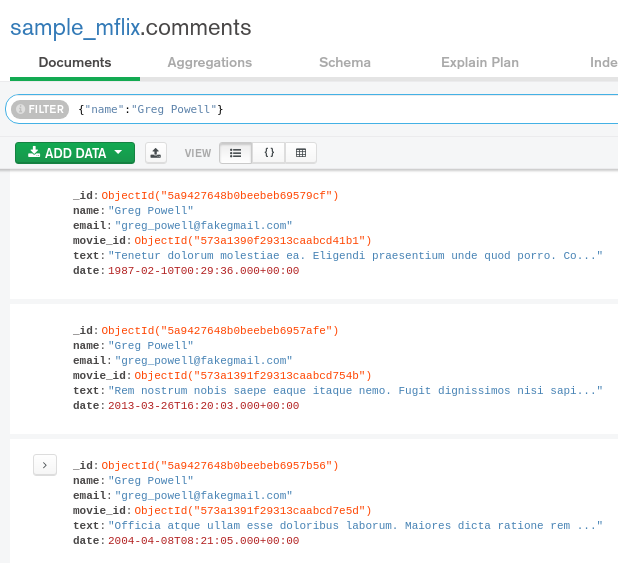 sample_mflix.comments
Documents Aggregations Schema Explain Plan Inde
FILTER {"name":"Greg Powell"}
ADD DATA VIEW { }
_id: ObjectId("5a9427648b0beebeb69579cf")
name: "Greg Powell"
email: "greg_powell@fakegmail.com"
movie_id: ObjectId("573a1390f29313caabcd41b1")
text: "Tenetur dolorum molestiae ea. Eligendi praesentium unde quod porro. Co..."
date: 1987-02-10T00:29:36.000+00:00
_id: ObjectId("5a9427648b0beebeb6957afe")
name: "Greg Powell"
email: "greg_powell@fakegmail.com"
movie_id: ObjectId("573a1391f29313caabcd754b")
text: "Rem nostrum nobis saepe eaque itaque nemo. Fugit dignissimos nisi sapi..."
date: 2013-03-26T16:20:03.000+00:00
_id: ObjectId("5a9427648b0beebeb6957b56")
name: "Greg Powell"
email: "greg_powell@fakegmail.com"
movie_id: ObjectId("573a1391f29313caabcd7e5d")
text: "Officia atque ullam esse doloribus laborum. Maiores dicta ratione rem ..."
date: 2004-04-08T08:21:05.000+00:00